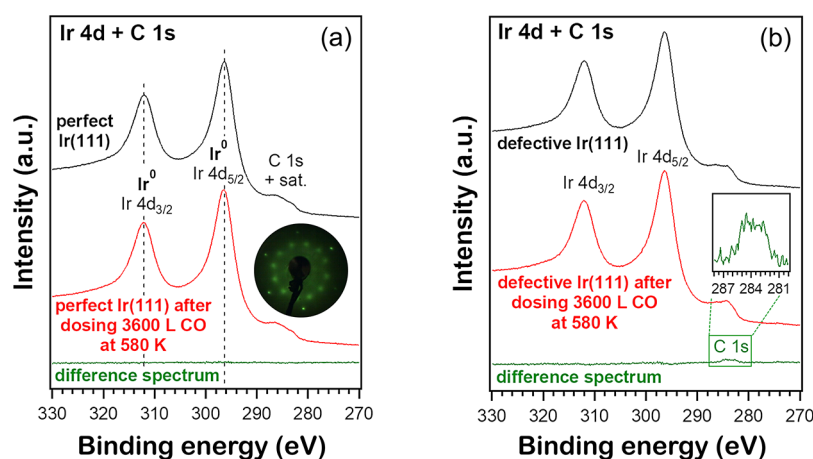 Ir 4d + C 1s
(a)
perfect
Ir(111)
Ir⁰
Ir 4d₃/₂
Ir⁰
Ir 4d₅/₂
C 1s
+ sat.
perfect Ir(111) after
dosing 3600 L CO
at 580 K
difference spectrum
330 320 310 300 290 280 270
Binding energy (eV)
Intensity (a.u.)
Ir 4d + C 1s
(b)
defective Ir(111)
Ir 4d₃/₂
Ir 4d₅/₂
287 284 281
defective Ir(111) after
dosing 3600 L CO
at 580 K
C 1s
difference spectrum
330 320 310 300 290 280 270
Binding energy (eV)
Intensity (a.u.)